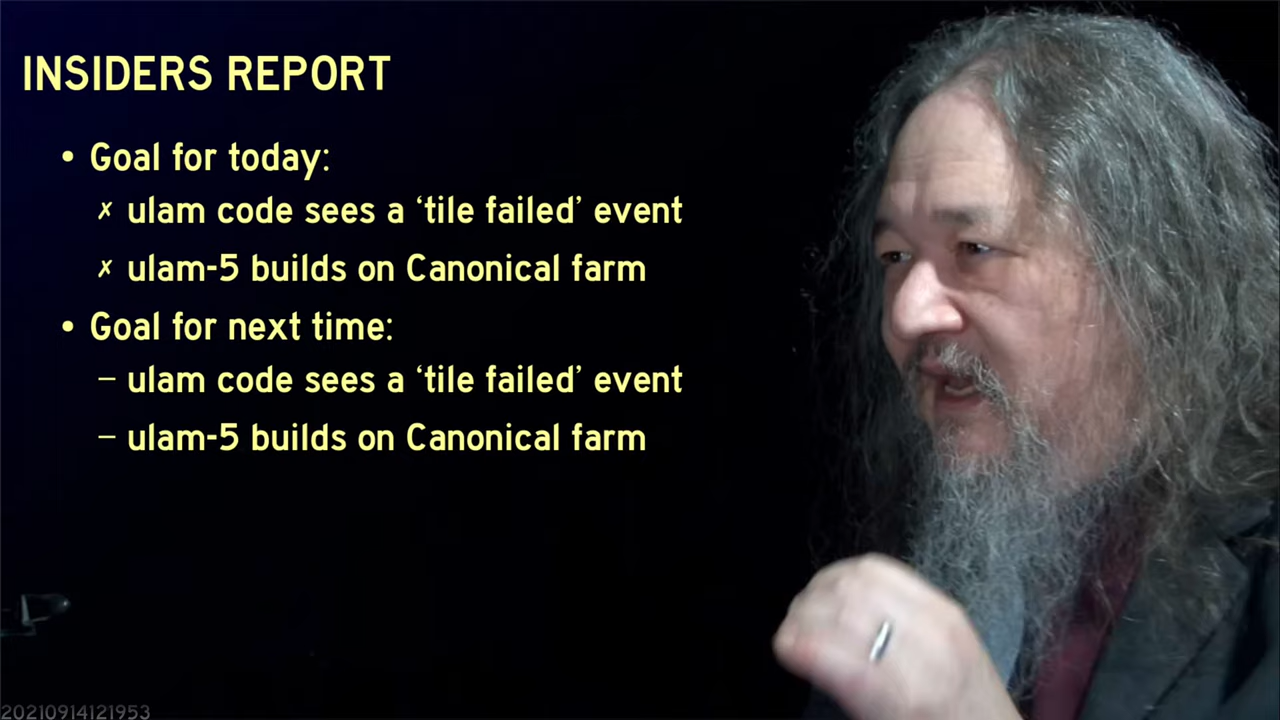 INSIDERS REPORT
• Goal for today:
✗ ulam code sees a ‘tile failed’ event
✗ ulam-5 builds on Canonical farm
• Goal for next time:
– ulam code sees a ‘tile failed’ event
– ulam-5 builds on Canonical farm
20210914121953